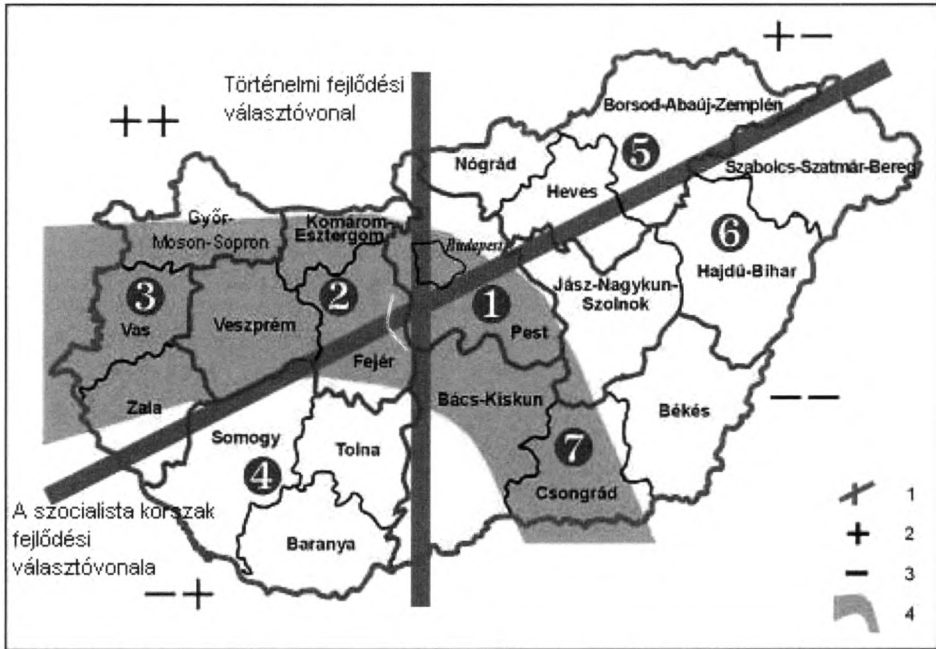 + −
Történelmi fejlődési
választóvonal
+ +
Borsod-Abaúj-Zemplén
Nógrád
5
Szabolcs-Szatmár-Bereg
Heves
Győr-
Moson-Sopron
Komárom-
Esztergom
Budapest
6
Hajdú-Bihar
3
Vas
2
1
Jász-Nagykun-
Szolnok
Veszprém
Pest
Fejér
Zala
Bács-Kiskun
− −
Békés
Somogy
Tolna
4
7
Csongrád
A szocialista korszak
fejlődési
választóvonala
Baranya
− +
1
+ 2
− 3
4